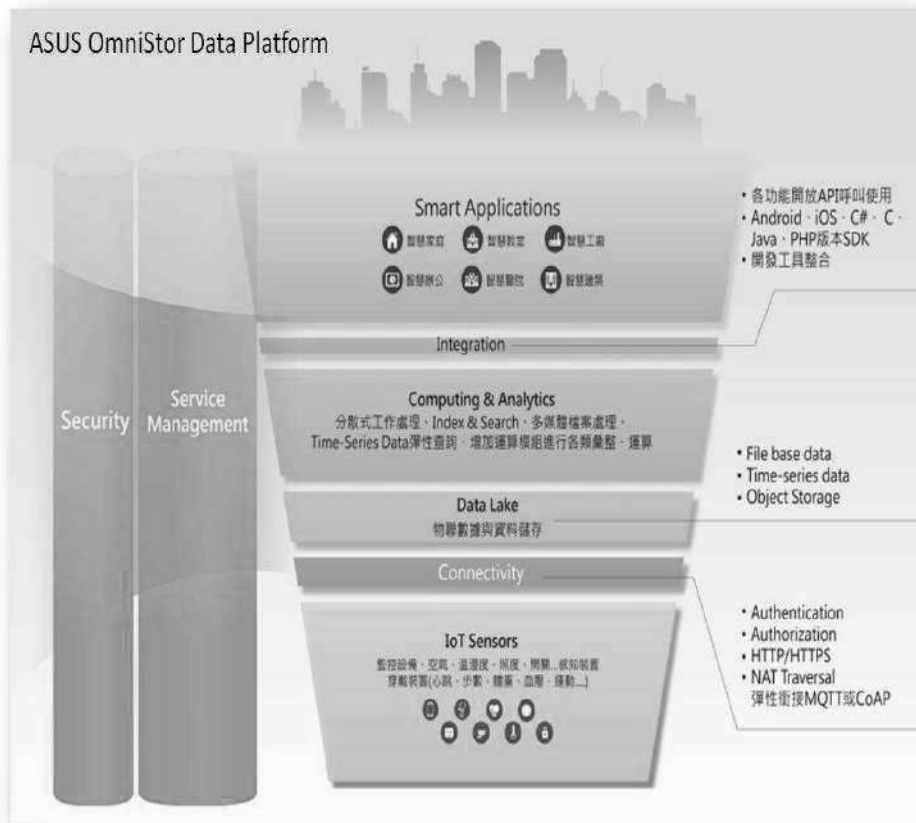 ASUS OmniStor Data Platform
Smart Applications
智慧家庭
智慧教室
智慧工廠
智慧辦公
智慧醫院
智慧建築
• 各功能開放API呼叫使用
• Android、iOS、C#、C、
Java、PHP版本SDK
• 開發工具整合
Integration
Security
Service
Management
Computing & Analytics
分散式工作處理、Index & Search、多媒體檔案處理、
Time-Series Data彈性查詢、增加運算模組進行各類彙整、運算
• File base data
• Time-series data
• Object Storage
Data Lake
物聯數據與資料儲存
Connectivity
• Authentication
• Authorization
• HTTP/HTTPS
• NAT Traversal
彈性銜接MQTT或CoAP
IoT Sensors
監控設備、空氣、溫溼度、照度、開關...感知裝置
穿戴裝置(心跳、步數、體重、血壓、運動....)